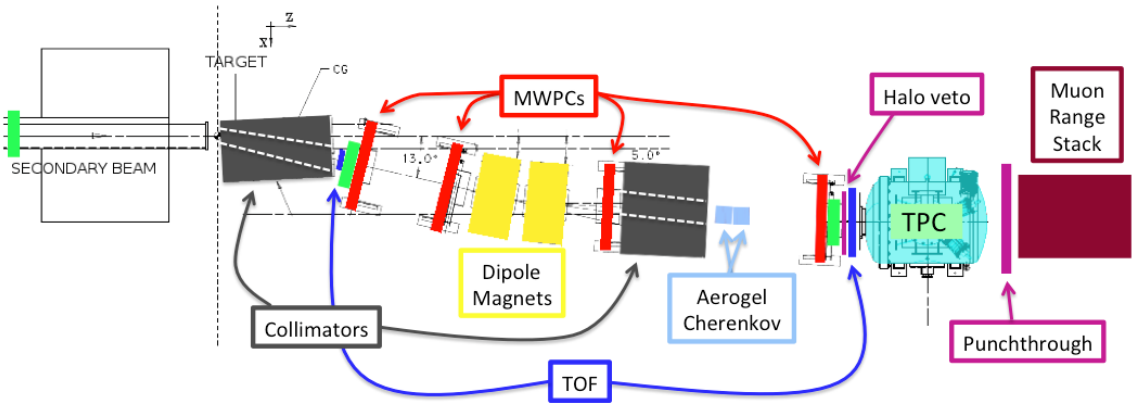 Z
X
TARGET
CG
SECONDARY BEAM
13.0°
5.0°
MWPCs
Halo veto
Muon
Range
Stack
TPC
Dipole
Magnets
Aerogel
Cherenkov
Collimators
Punchthrough
TOF